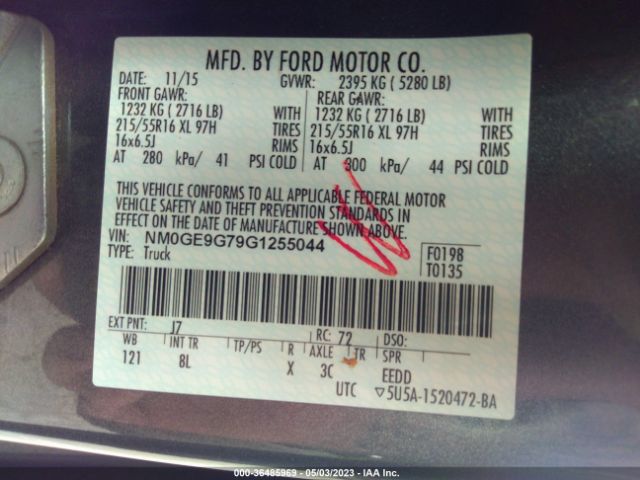 MFD. BY FORD MOTOR CO.
DATE: 11/15 GVWR: 2395 KG ( 5280 LB)
FRONT GAWR: REAR GAWR:
1232 KG ( 2716 LB) WITH 1232 KG ( 2716 LB) WITH
215/55R16 XL 97H TIRES 215/55R16 XL 97H TIRES
16x6.5J RIMS 16x6.5J RIMS
AT 280 kPa/ 41 PSI COLD AT 300 kPa/ 44 PSI COLD
THIS VEHICLE CONFORMS TO ALL APPLICABLE FEDERAL MOTOR
VEHICLE SAFETY AND THEFT PREVENTION STANDARDS IN
EFFECT ON THE DATE OF MANUFACTURE SHOWN ABOVE.
VIN: NM0GE9G79G1255044 F0198
TYPE: Truck T0135
EXT PNT: J7 RC: 72 DSO:
WB INT TR TP/PS R AXLE TR SPR
121 8L X 3C EEDD
UTC ▽5U5A-1520472-BA
000-36485969 - 05/03/2023 - IAA Inc.